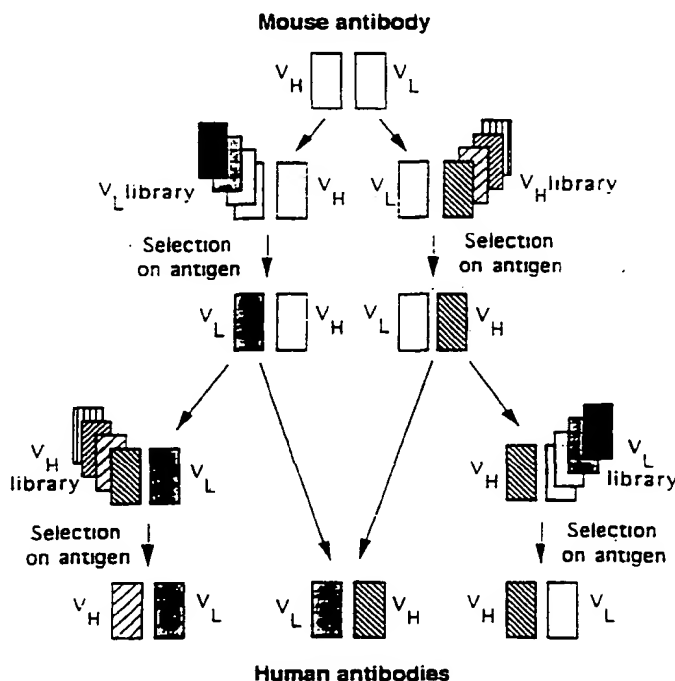 Mouse antibody
VH VL
VL library VH VL VH library
Selection on antigen Selection on antigen
VL VH VL VH
VH library VL VH VL library
Selection on antigen Selection on antigen
VH VL VL VH VH VL
Human antibodies